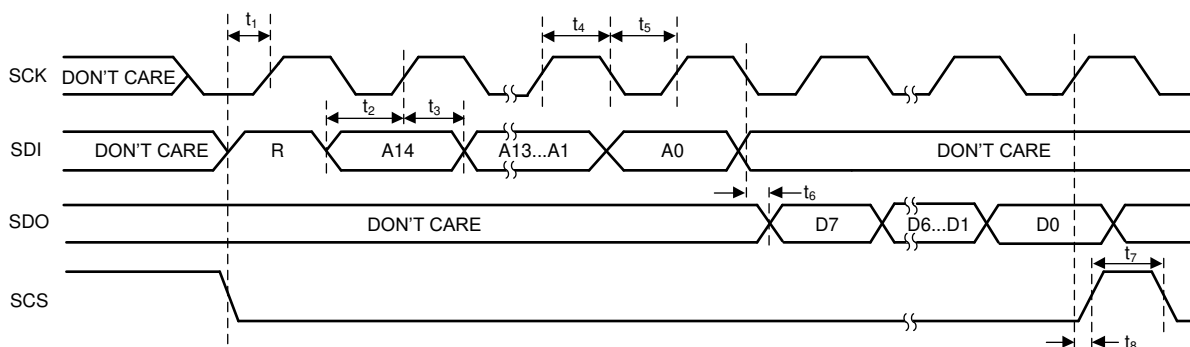 t1
t4
t5
SCK
DON'T CARE
t2
t3
SDI
DON'T CARE
R
A14
A13...A1
A0
DON'T CARE
t6
SDO
DON'T CARE
D7
D6...D1
D0
t7
SCS
t8